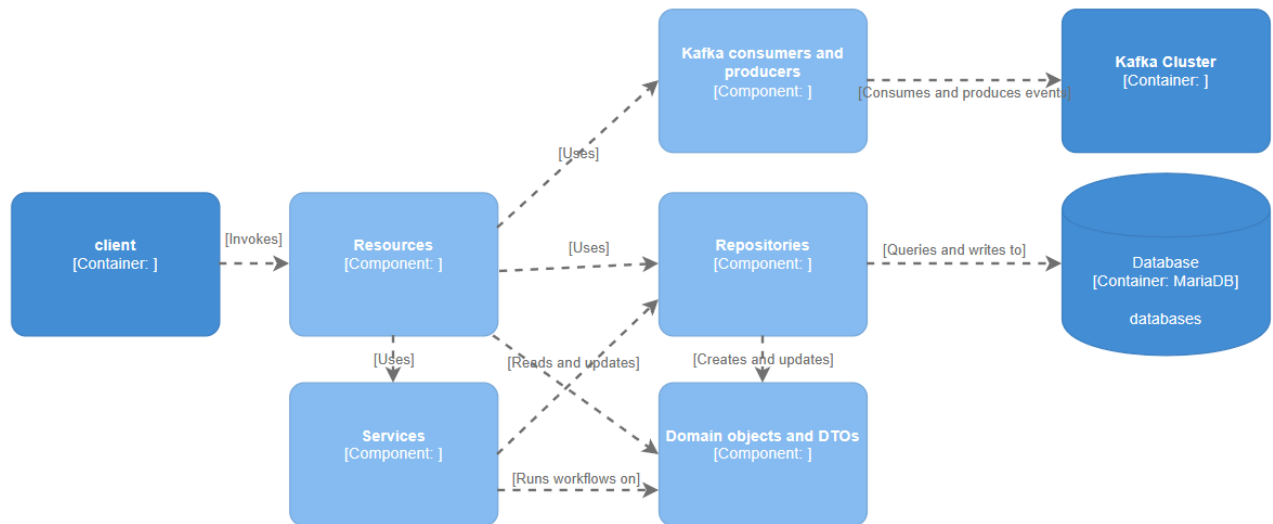 Kafka consumers and
producers
[Component: ]
[Consumes and produces events]
Kafka Cluster
[Container: ]
[Uses]
client
[Container: ]
[Invokes]
Resources
[Component: ]
[Uses]
Repositories
[Component: ]
[Queries and writes to]
Database
[Container: MariaDB]
databases
[Uses]
[Reads and updates]
[Creates and updates]
Services
[Component: ]
[Runs workflows on]
Domain objects and DTOs
[Component: ]